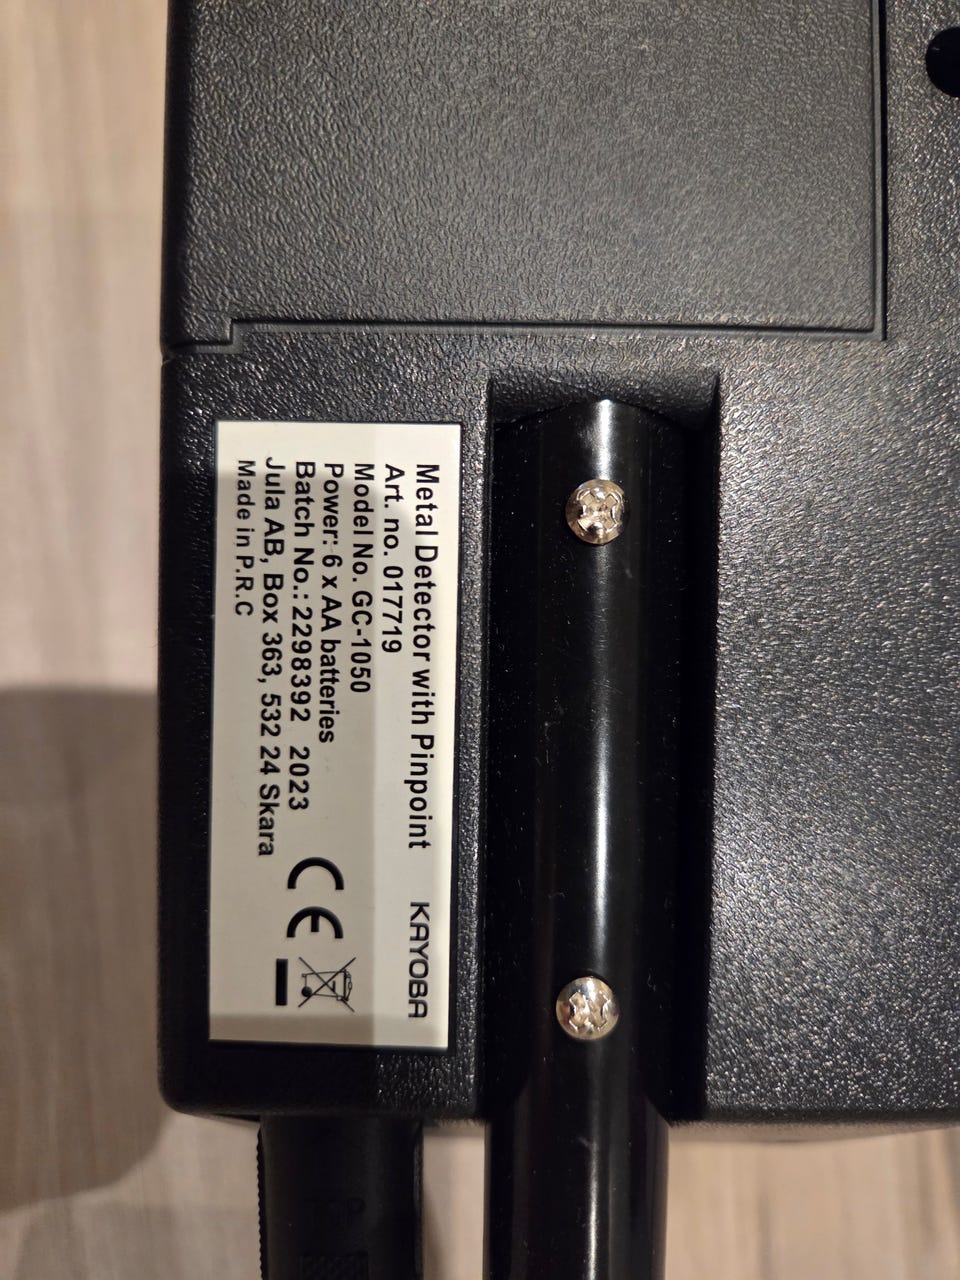 Metal Detector with Pinpoint KAYOBA
Art. no. 017719
Model No. GC-1050
Power: 6 x AA batteries
Batch No.: 2298392 2023
Jula AB, Box 363, 532 24 Skara
Made in P.R.C
CE